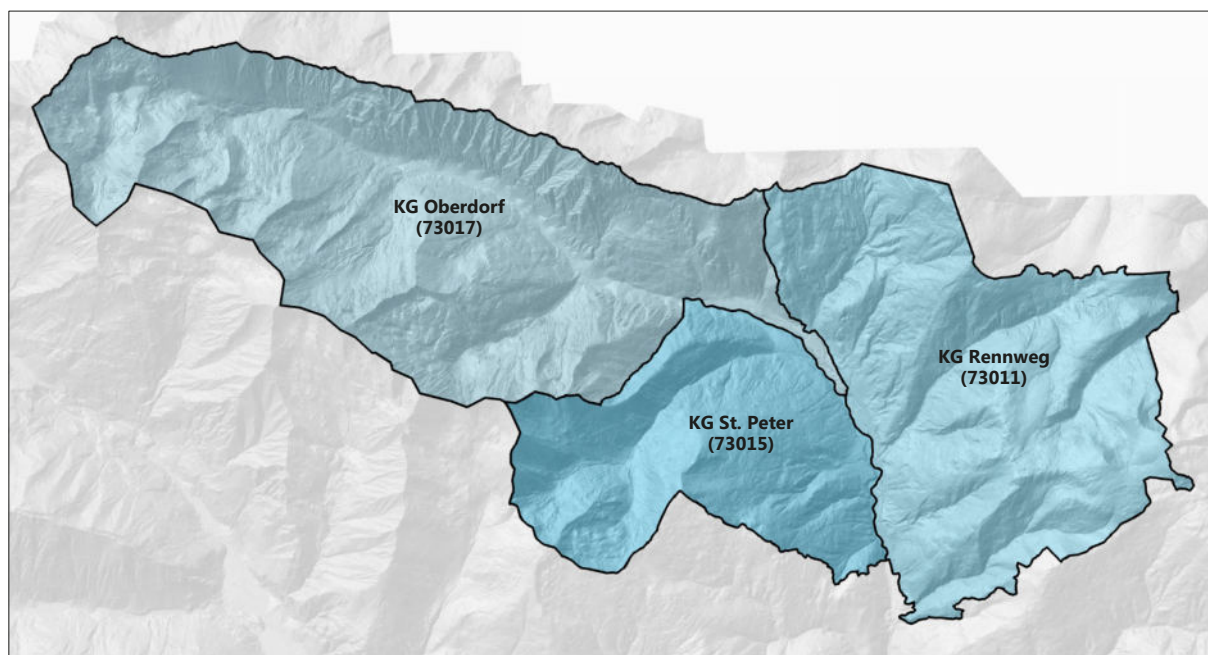 KG Oberdorf
(73017)
KG Rennweg
(73011)
KG St. Peter
(73015)